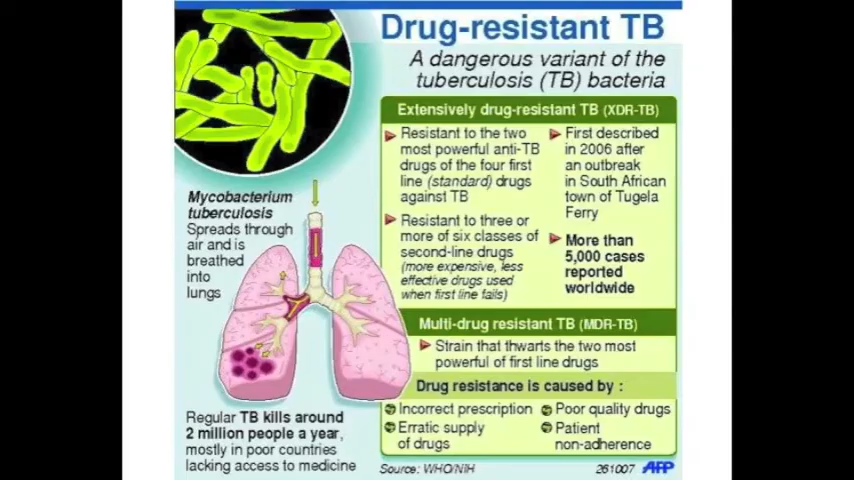 Drug-resistant TB
A dangerous variant of the
tuberculosis (TB) bacteria
Extensively drug-resistant TB (XDR-TB)
Resistant to the two
most powerful anti-TB
drugs of the four first
line (standard) drugs
against TB
Resistant to three or
more of six classes of
second-line drugs
(more expensive, less
effective drugs used
when first line fails)
First described
in 2006 after
an outbreak
in South African
town of Tugela
Ferry
More than
5,000 cases
reported
worldwide
Mycobacterium
tuberculosis
Spreads through
air and is
breathed
into
lungs
Multi-drug resistant TB (MDR-TB)
Strain that thwarts the two most
powerful of first line drugs
Drug resistance is caused by :
Incorrect prescription
Erratic supply
of drugs
Poor quality drugs
Patient
non-adherence
Regular TB kills around
2 million people a year,
mostly in poor countries
lacking access to medicine
Source: WHO/NIH
261007 AFP